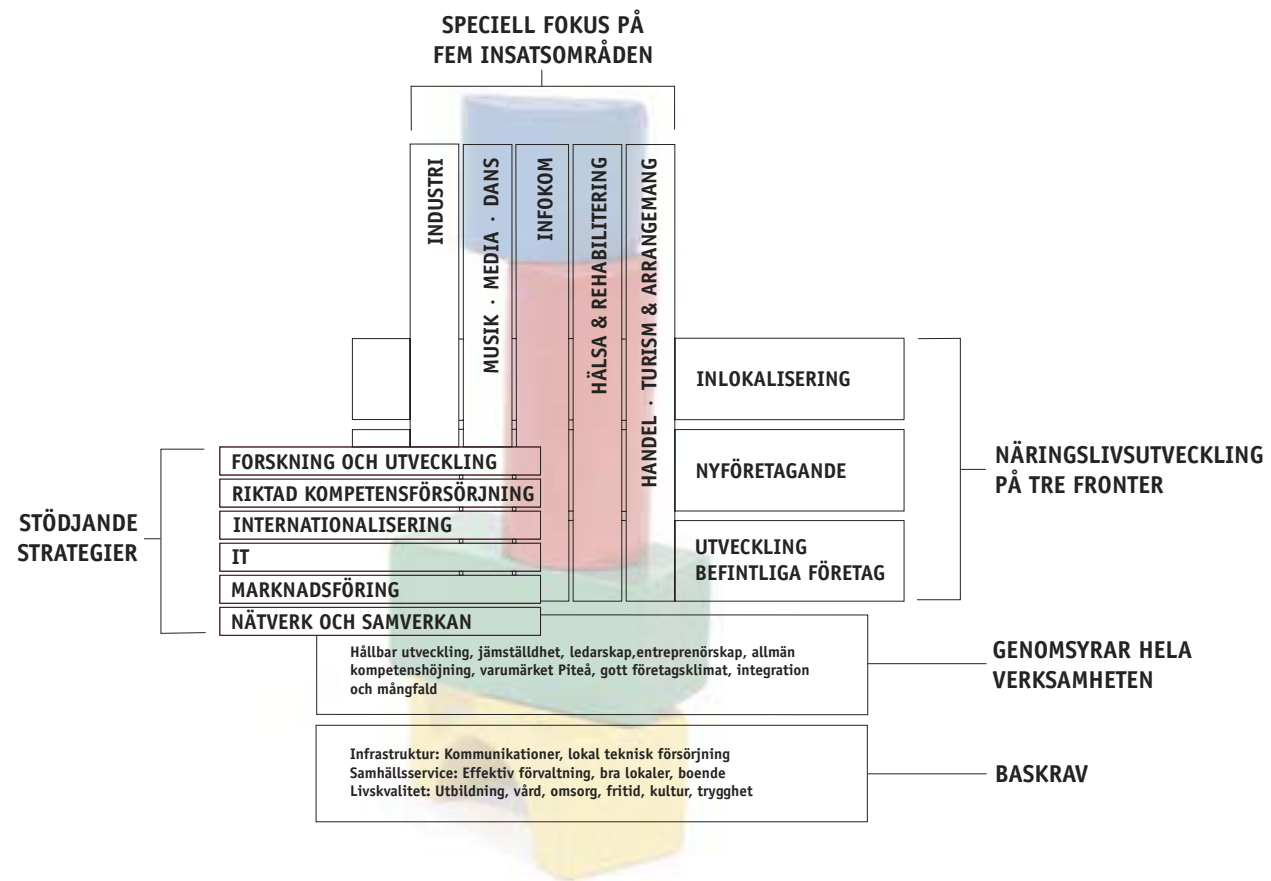 SPECIELL FOKUS PÅ
FEM INSATSOMRÅDEN
INDUSTRI
MUSIK · MEDIA · DANS
INFOKOM
HÄLSA & REHABILITERING
HANDEL · TURISM & ARRANGEMANG
INLOKALISERING
NYFÖRETAGANDE
UTVECKLING
BEFINTLIGA FÖRETAG
NÄRINGSLIVSUTVECKLING
PÅ TRE FRONTER
STÖDJANDE
STRATEGIER
FORSKNING OCH UTVECKLING
RIKTAD KOMPETENSFÖRSÖRJNING
INTERNATIONALISERING
IT
MARKNADSFÖRING
NÄTVERK OCH SAMVERKAN
Hållbar utveckling, jämställdhet, ledarskap,entreprenörskap, allmän
kompetenshöjning, varumärket Piteå, gott företagsklimat, integration
och mångfald
GENOMSYRAR HELA
VERKSAMHETEN
Infrastruktur: Kommunikationer, lokal teknisk försörjning
Samhällsservice: Effektiv förvaltning, bra lokaler, boende
Livskvalitet: Utbildning, vård, omsorg, fritid, kultur, trygghet
BASKRAV